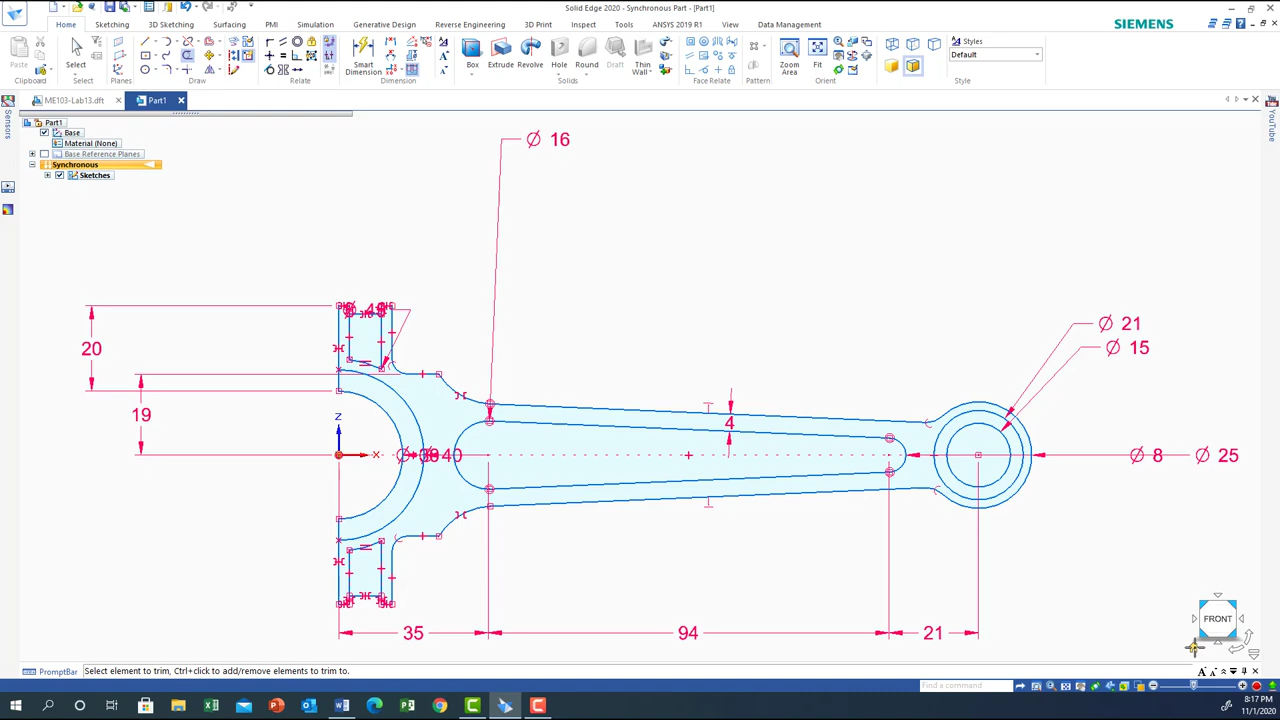 Solid Edge 2020 - Synchronous Part - [Part1]
Home Sketching 3D Sketching Surfacing PMI Simulation Generative Design Reverse Engineering 3D Print Inspect Tools ANSYS 2019 R1 View Data Management
SIEMENS
Paste Select Smart Dimension Box Extrude Revolve Hole Round Draft Thin Wall Zoom Area Fit Styles
Default
Clipboard Select Planes Draw Relate Dimension Solids Face Relate Pattern Orient Style
ME103-Lab13.dft Part1
Sensors
YouTube
Part1
Base
Material (None)
Base Reference Planes
Synchronous
Sketches
Ø 16
20
19
Z
X
4
Ø 21
Ø 15
Ø 8
Ø 25
35
94
21
FRONT
PromptBar Select element to trim, Ctrl+click to add/remove elements to trim to.
Find a command
8:17 PM
11/1/2020